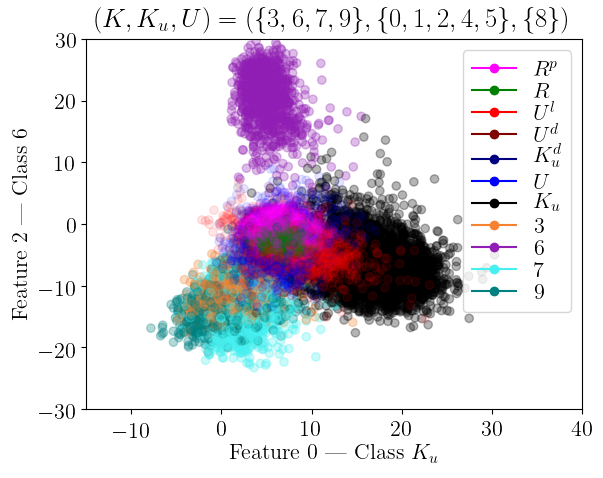 (K, K_u, U) = ({3, 6, 7, 9}, {0, 1, 2, 4, 5}, {8})
30
20
10
0
−10
−20
−30
Feature 2 — Class 6
R^p
R
U^l
U^d
K_u^d
U
K_u
3
6
7
9
−10 0 10 20 30 40
Feature 0 — Class K_u